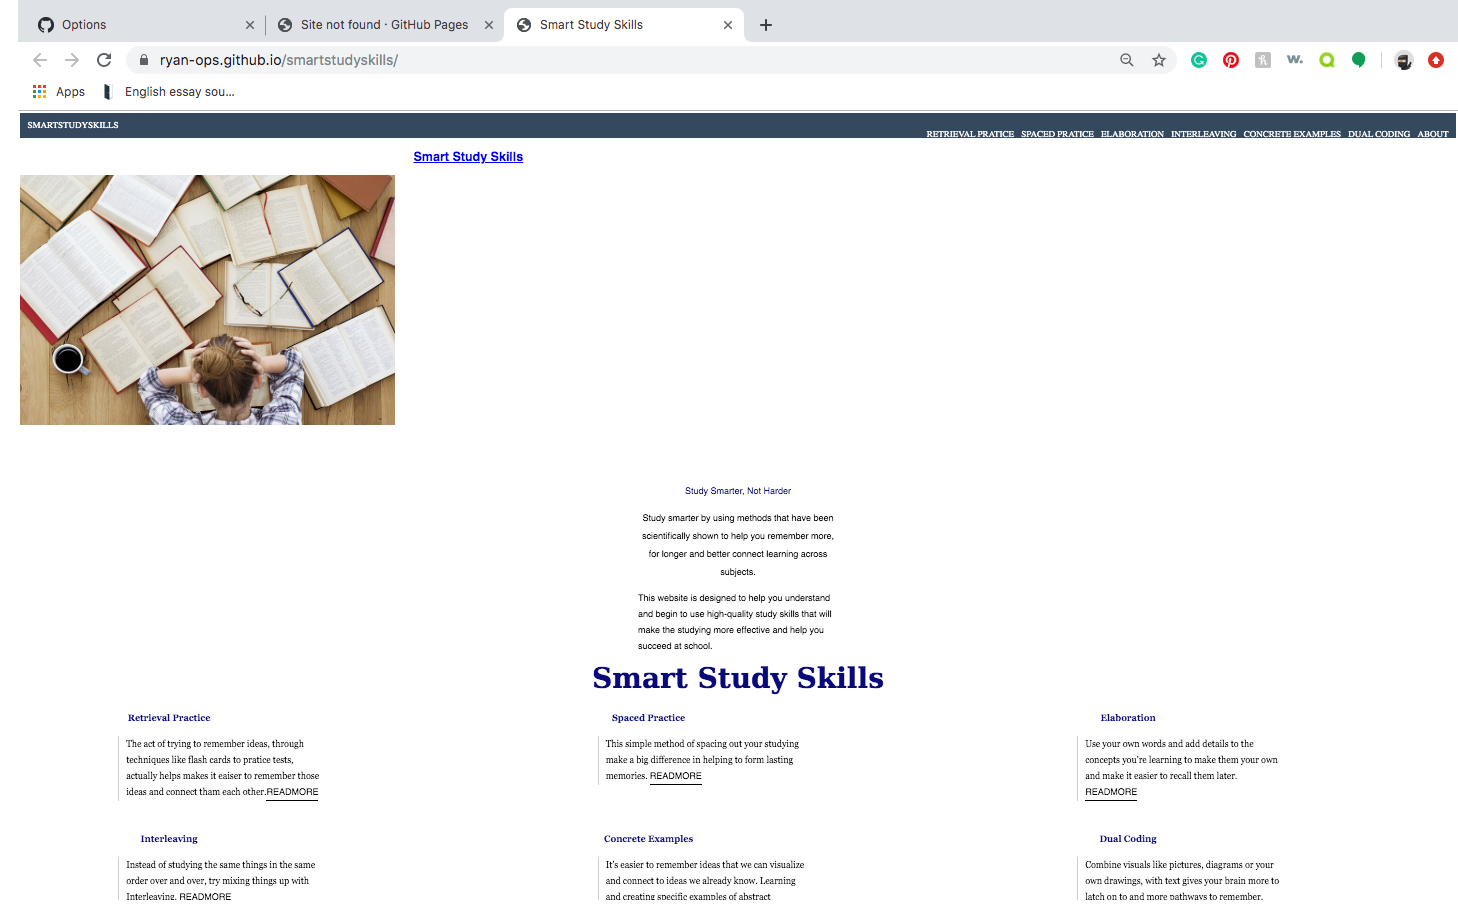 Options
Site not found · GitHub Pages
Smart Study Skills
ryan-ops.github.io/smartstudyskills/
Apps
English essay sou...
SMARTSTUDYSKILLS
RETRIEVAL PRATICE SPACED PRATICE ELABORATION INTERLEAVING CONCRETE EXAMPLES DUAL CODING ABOUT
Smart Study Skills
Study Smarter, Not Harder
Study smarter by using methods that have been
scientifically shown to help you remember more,
for longer and better connect learning across
subjects.
This website is designed to help you understand
and begin to use high-quality study skills that will
make the studying more effective and help you
succeed at school.
Smart Study Skills
Retrieval Practice
The act of trying to remember ideas, through
techniques like flash cards to pratice tests,
actually helps makes it eaiser to remember those
ideas and connect tham each other.READMORE
Spaced Practice
This simple method of spacing out your studying
make a big difference in helping to form lasting
memories. READMORE
Elaboration
Use your own words and add details to the
concepts you're learning to make them your own
and make it easier to recall them later.
READMORE
Interleaving
Instead of studying the same things in the same
order over and over, try mixing things up with
Interleaving. READMORE
Concrete Examples
It's easier to remember ideas that we can visualize
and connect to ideas we already know. Learning
and creating specific examples of abstract
Dual Coding
Combine visuals like pictures, diagrams or your
own drawings, with text gives your brain more to
latch on to and more pathways to remember.